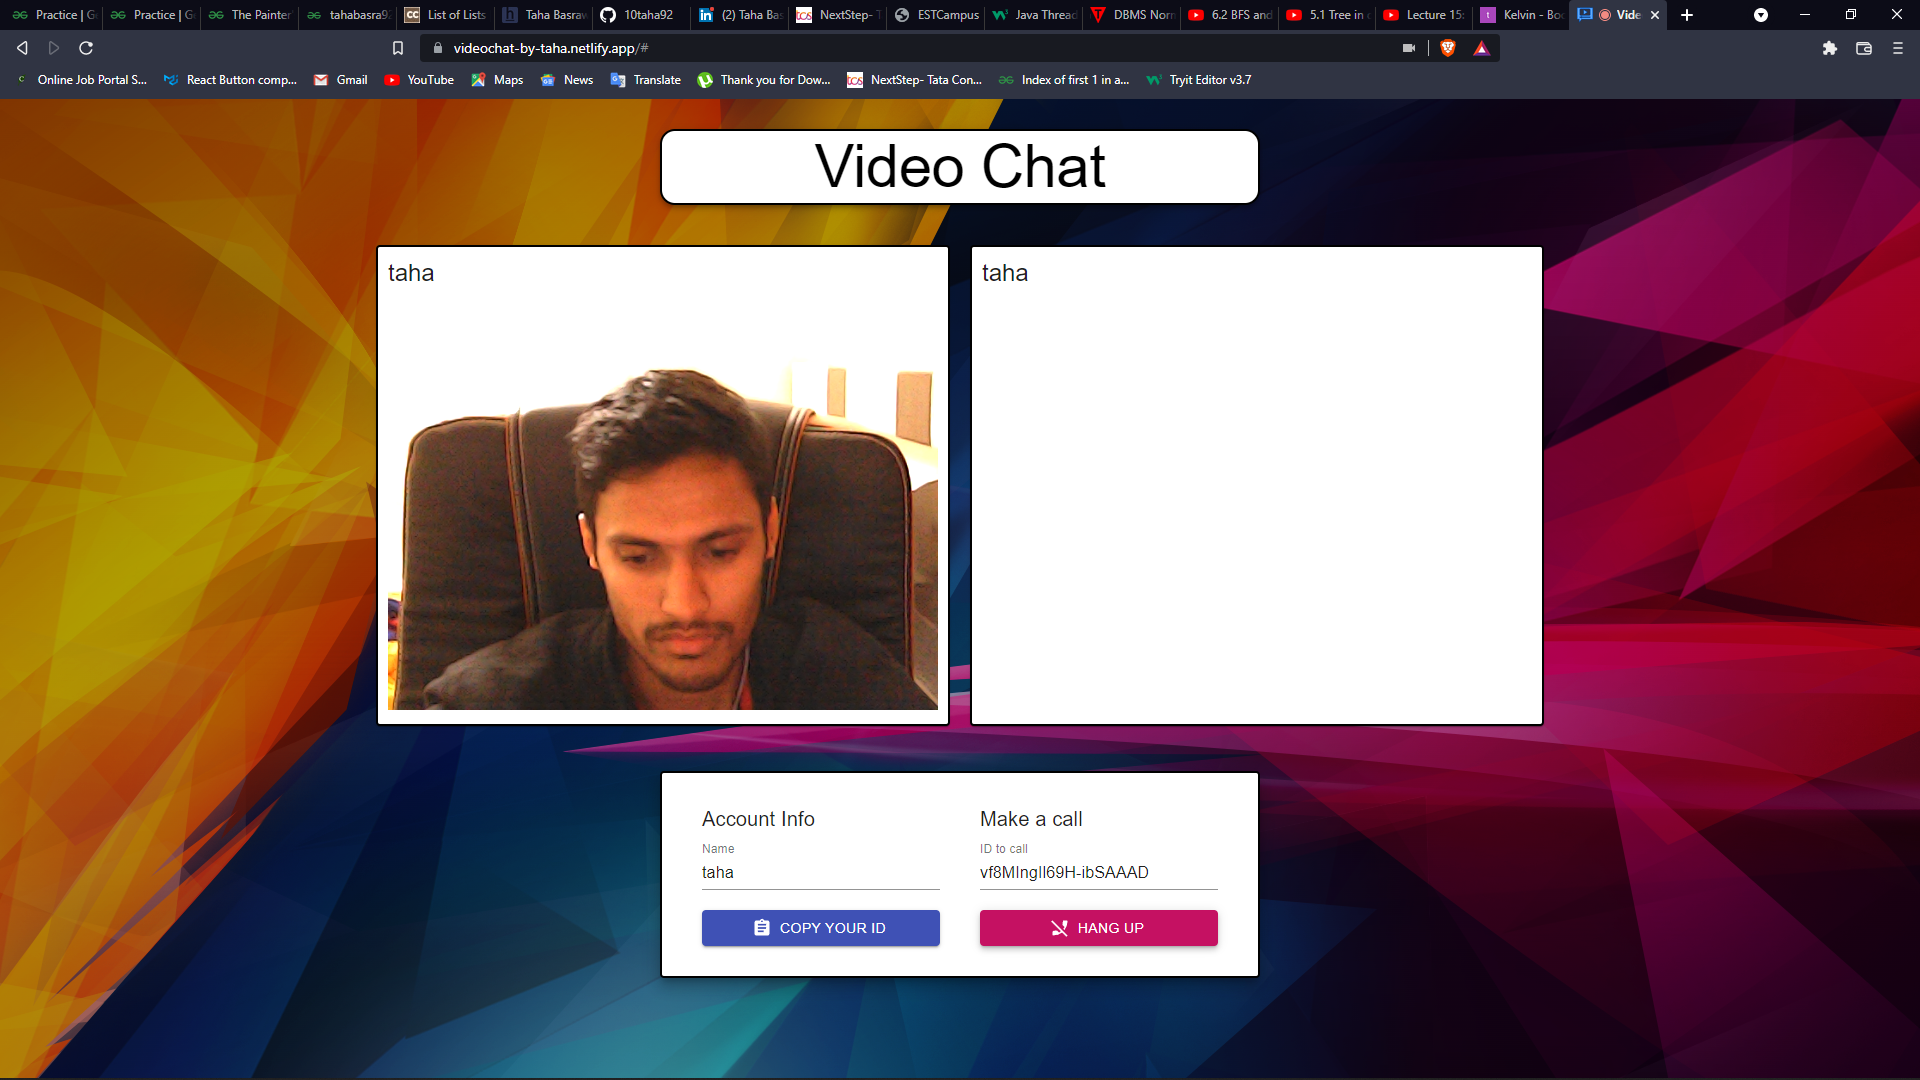 Practice | G
Practice | G
The Painter
tahabasra9
List of Lists
Taha Basraw
10taha92
(2) Taha Bas
NextStep- T
ESTCampus
Java Thread
DBMS Norm
6.2 BFS and
5.1 Tree in c
Lecture 15:
Kelvin - Boo
Vide
videochat-by-taha.netlify.app/#
Online Job Portal S...
React Button comp...
Gmail
YouTube
Maps
News
Translate
Thank you for Dow...
NextStep- Tata Con...
Index of first 1 in a...
Tryit Editor v3.7
Video Chat
taha
taha
Account Info
Name
taha
COPY YOUR ID
Make a call
ID to call
HANG UP